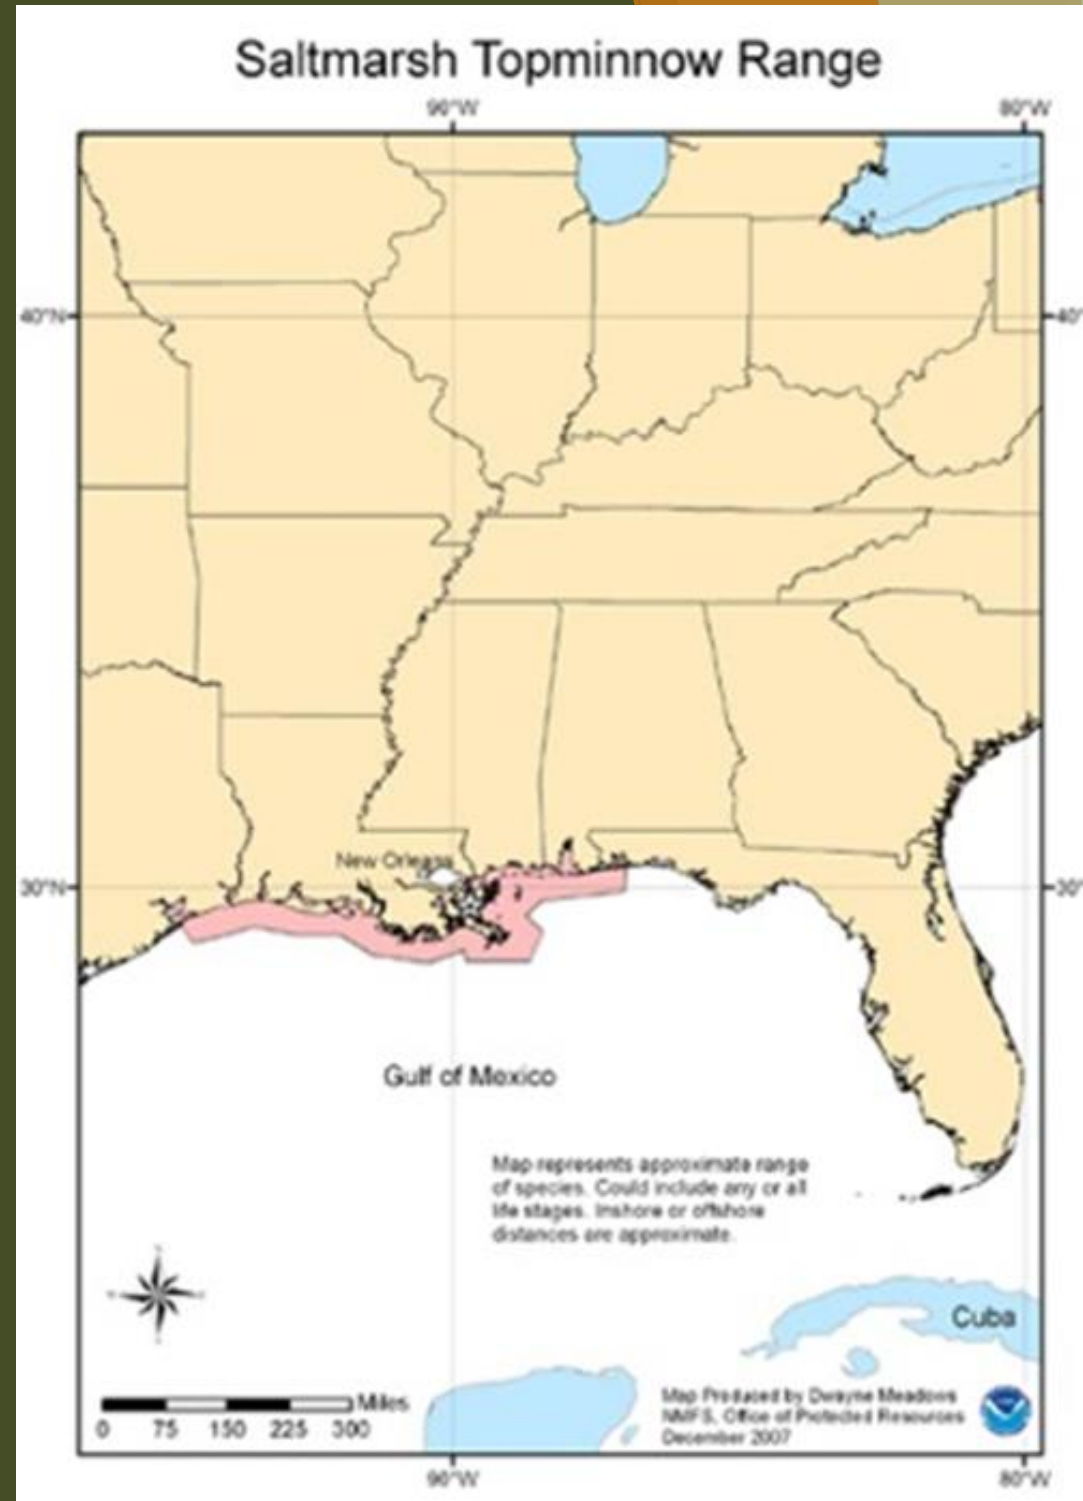 Saltmarsh Topminnow Range
90°W 80°W
40°N 40°
New Orleans
30°N 30°
Gulf of Mexico
Map represents approximate range
of species. Could include any or all
life stages. Inshore or offshore
distances are approximate.
Cuba
Miles
0 75 150 225 300
Map Produced by Dwayne Meadows
NMFS, Office of Protected Resources
December 2007
90°W 80°W